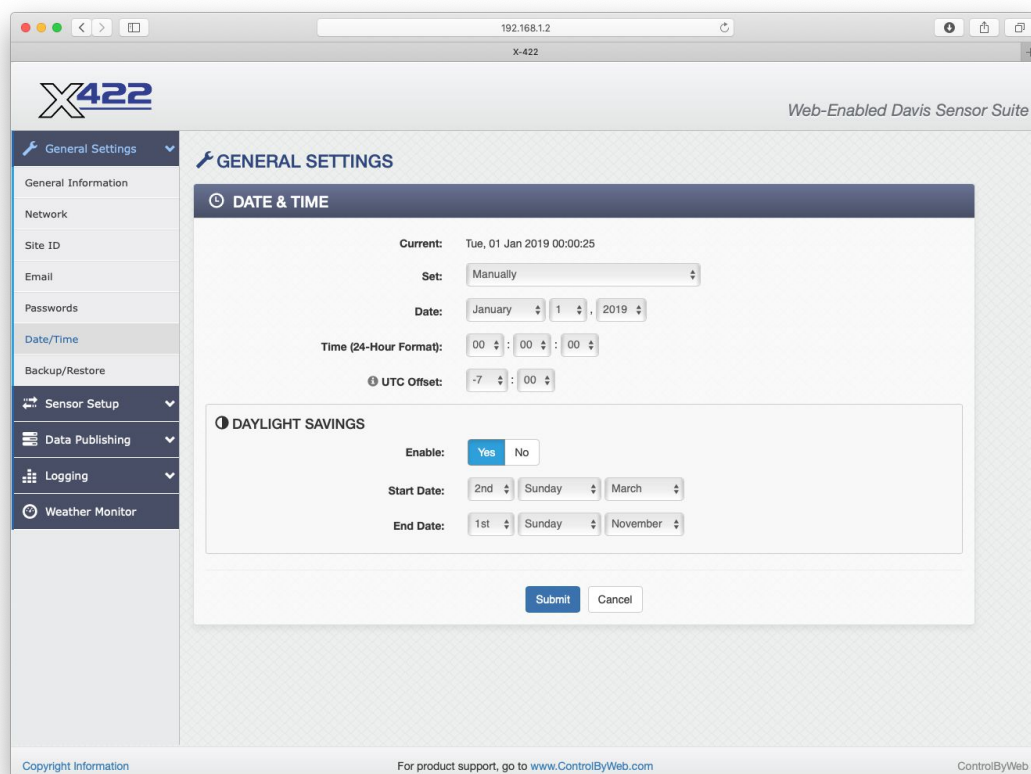 192.168.1.2
X-422
X422
Web-Enabled Davis Sensor Suite
General Settings
General Information
Network
Site ID
Email
Passwords
Date/Time
Backup/Restore
Sensor Setup
Data Publishing
Logging
Weather Monitor
GENERAL SETTINGS
DATE & TIME
Current: Tue, 01 Jan 2019 00:00:25
Set: Manually
Date: January 1 , 2019
Time (24-Hour Format): 00 : 00 : 00
UTC Offset: -7 : 00
DAYLIGHT SAVINGS
Enable: Yes No
Start Date: 2nd Sunday March
End Date: 1st Sunday November
Submit Cancel
Copyright Information For product support, go to www.ControlByWeb.com ControlByWeb